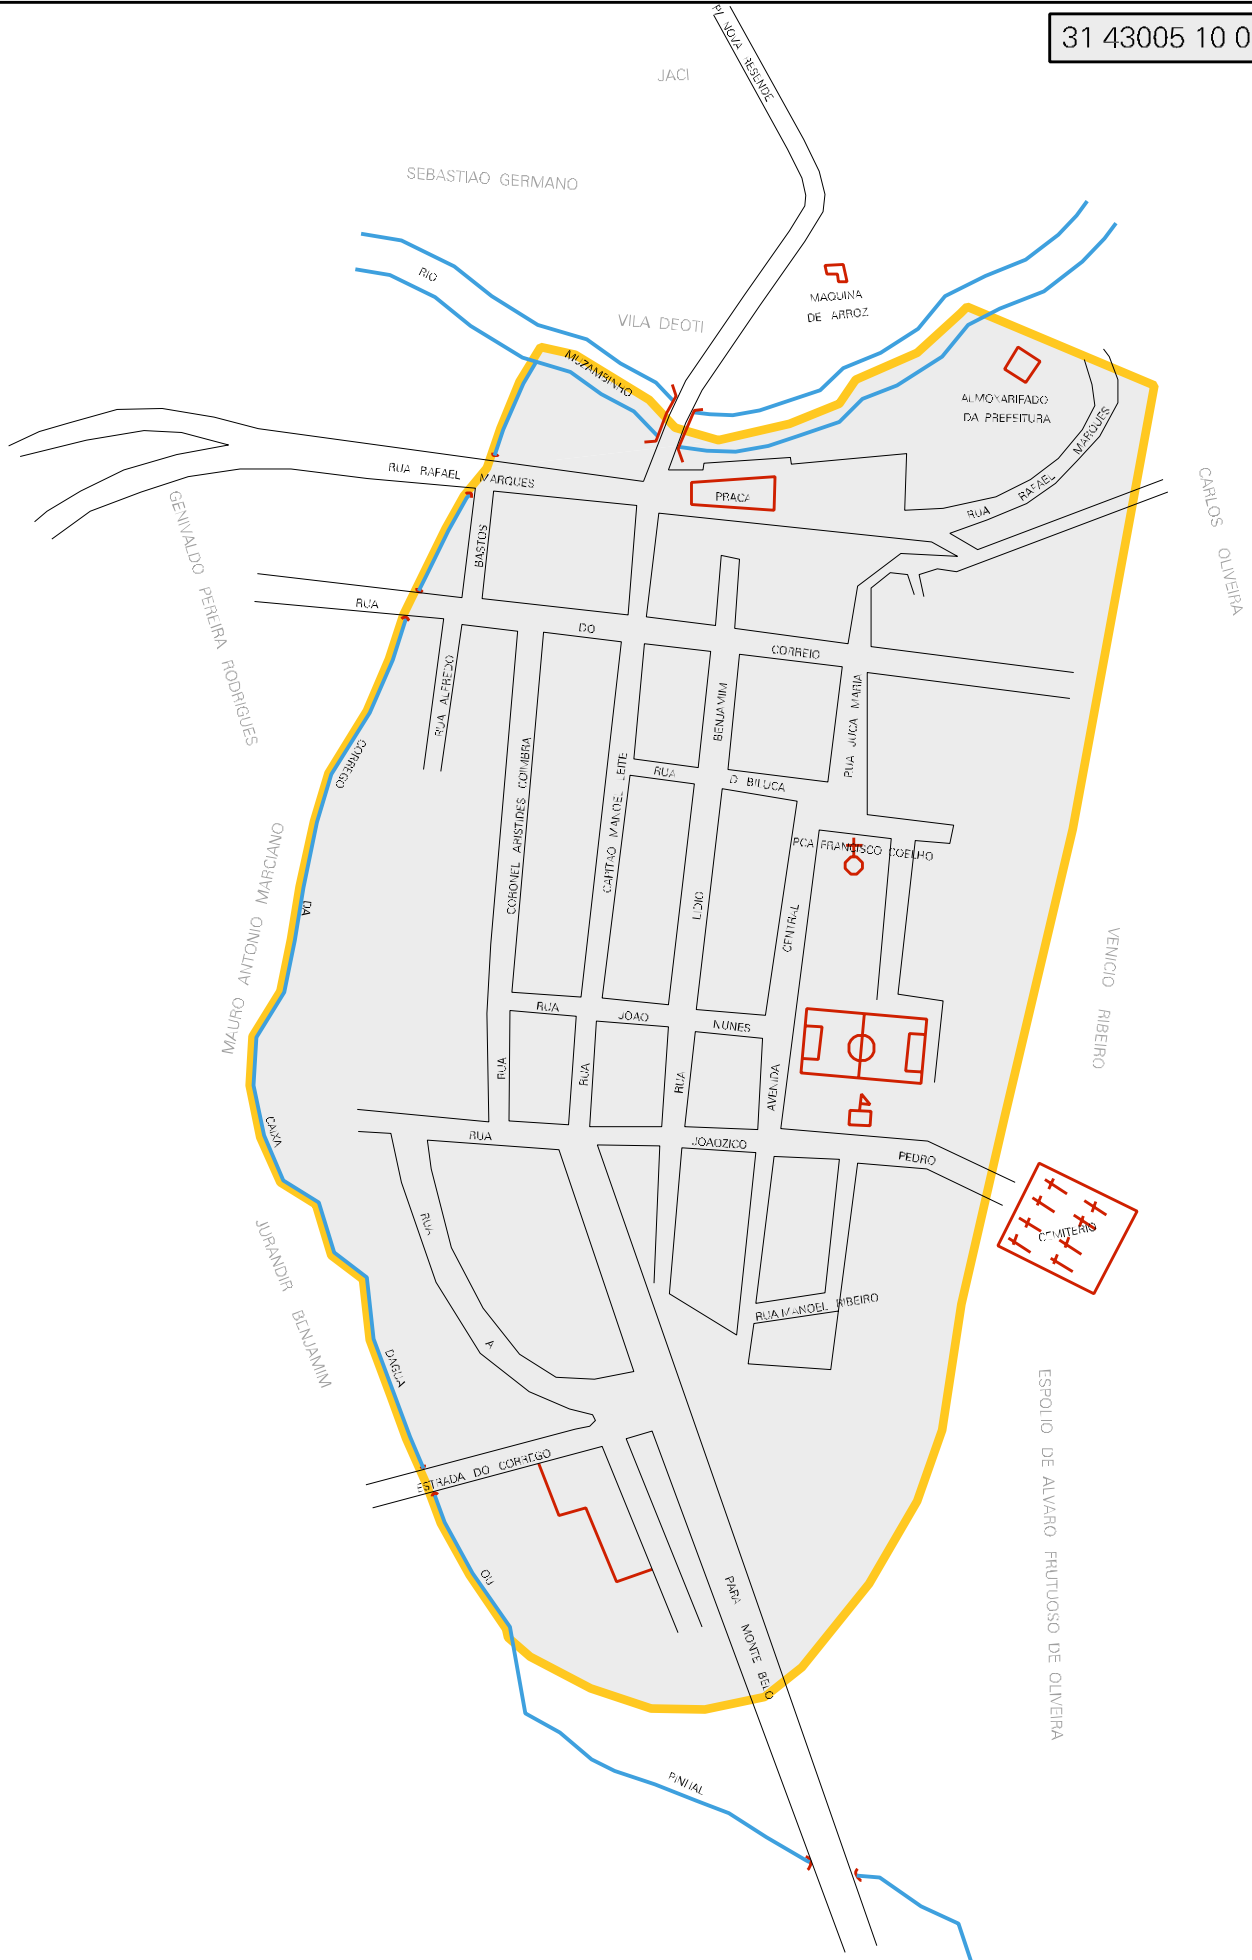 31 43005 10 0
P/ NOVA RESENDE
JACI
SEBASTIAO GERMANO
RIO
MAQUINA
DE ARROZ
VILA DEOTI
MUZAMBINHO
ALMOXARIFADO
DA PREFEITURA
RUA RAFAEL MARQUES
PRACA
RUA RAFAEL MARQUES
CARLOS OLIVEIRA
GENIVALDO PEREIRA RODRIGUES
BASTOS
RUA DO CORREIO
RUA ALFREDO
BENJAMIM
RUA JUCA MARIA
CORREGO
RUA D BILUCA
CORONEL ARISTIDES COIMBRA
CAPITAO MANOEL LEITE
PCA FRANCISCO COELHO
MAURO ANTONIO MARCIANO
DA
LIDIO
CENTRAL
VENICIO RIBEIRO
RUA JOAO NUNES
RUA
RUA
RUA
AVENIDA
CAIXA
RUA JOAOZICO PEDRO
RUA
CEMITERIO
JURANDIR BENJAMIM
RUA MANOEL RIBEIRO
A
DAGUA
ESTRADA DO CORREGO
ESPOLIO DE ALVARO FRUTUOSO DE OLIVEIRA
OU
PARA MONTE BELO
PINHAL